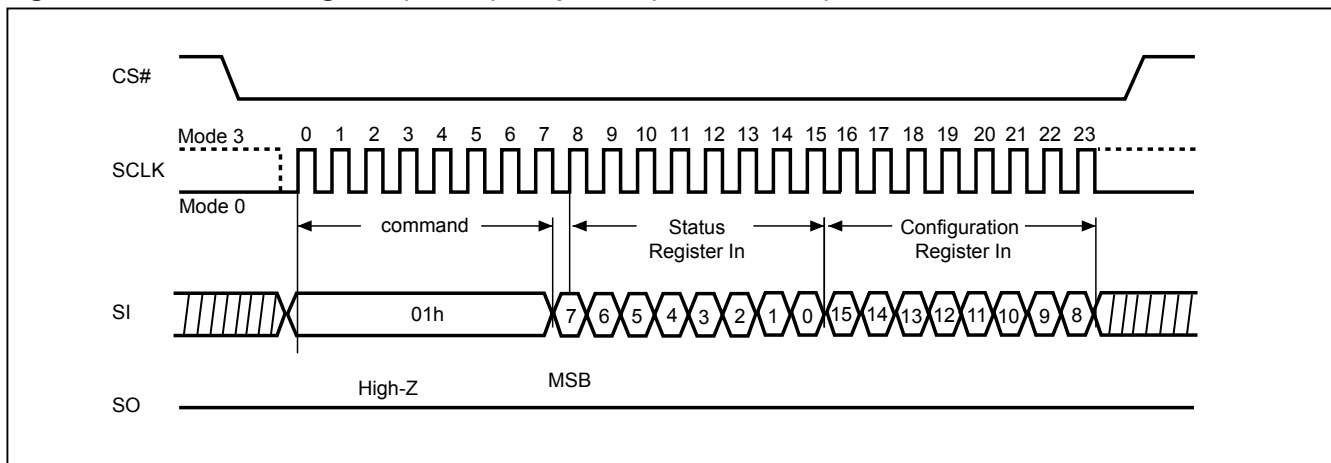 CS#
Mode 3
0 1 2 3 4 5 6 7 8 9 10 11 12 13 14 15 16 17 18 19 20 21 22 23
SCLK
Mode 0
command
Status
Register In
Configuration
Register In
SI
01h
7 6 5 4 3 2 1 0 15 14 13 12 11 10 9 8
High-Z
MSB
SO